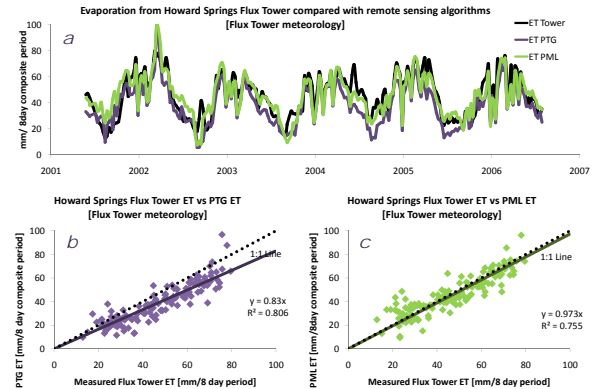 Evaporation from Howard Springs Flux Tower compared with remote sensing algorithms
[Flux Tower meteorology]
a
ET Tower
ET PTG
ET PML
mm/ 8day composite period
100
80
60
40
20
0
2001 2002 2003 2004 2005 2006 2007
Howard Springs Flux Tower ET vs PTG ET
[Flux Tower meteorology]
b
1:1 Line
y = 0.83x
R² = 0.806
PTG ET [mm/8 day composite period]
100
80
60
40
20
0
0 20 40 60 80 100
Measured Flux Tower ET [mm/8 day period]
Howard Springs Flux Tower ET vs PML ET
[Flux Tower meteorology]
c
1:1 Line
y = 0.973x
R² = 0.755
PML ET [mm/8day composite period]
100
80
60
40
20
0
0 20 40 60 80 100
Measured Flux Tower ET [mm/8 day period]